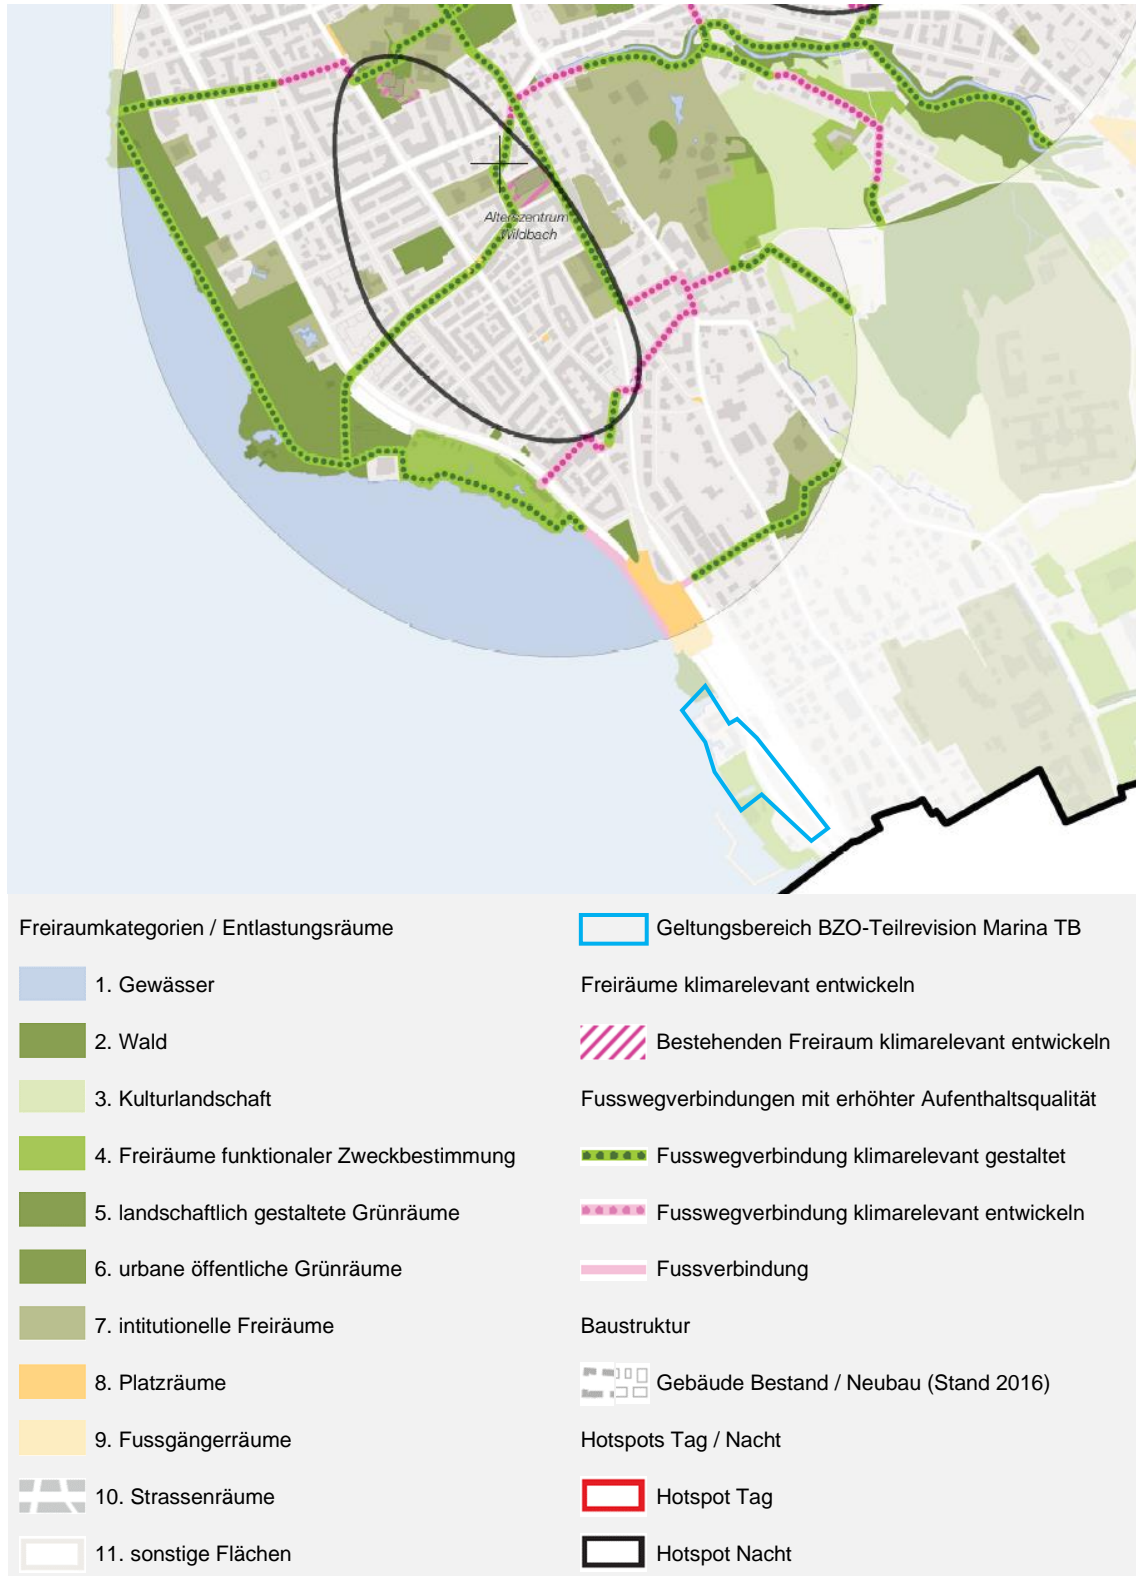 Alterszentrum
Wildbach
Freiraumkategorien / Entlastungsräume
1. Gewässer
2. Wald
3. Kulturlandschaft
4. Freiräume funktionaler Zweckbestimmung
5. landschaftlich gestaltete Grünräume
6. urbane öffentliche Grünräume
7. intitutionelle Freiräume
8. Platzräume
9. Fussgängerräume
10. Strassenräume
11. sonstige Flächen
Geltungsbereich BZO-Teilrevision Marina TB
Freiräume klimarelevant entwickeln
Bestehenden Freiraum klimarelevant entwickeln
Fusswegverbindungen mit erhöhter Aufenthaltsqualität
Fusswegverbindung klimarelevant gestaltet
Fusswegverbindung klimarelevant entwickeln
Fussverbindung
Baustruktur
Gebäude Bestand / Neubau (Stand 2016)
Hotspots Tag / Nacht
Hotspot Tag
Hotspot Nacht